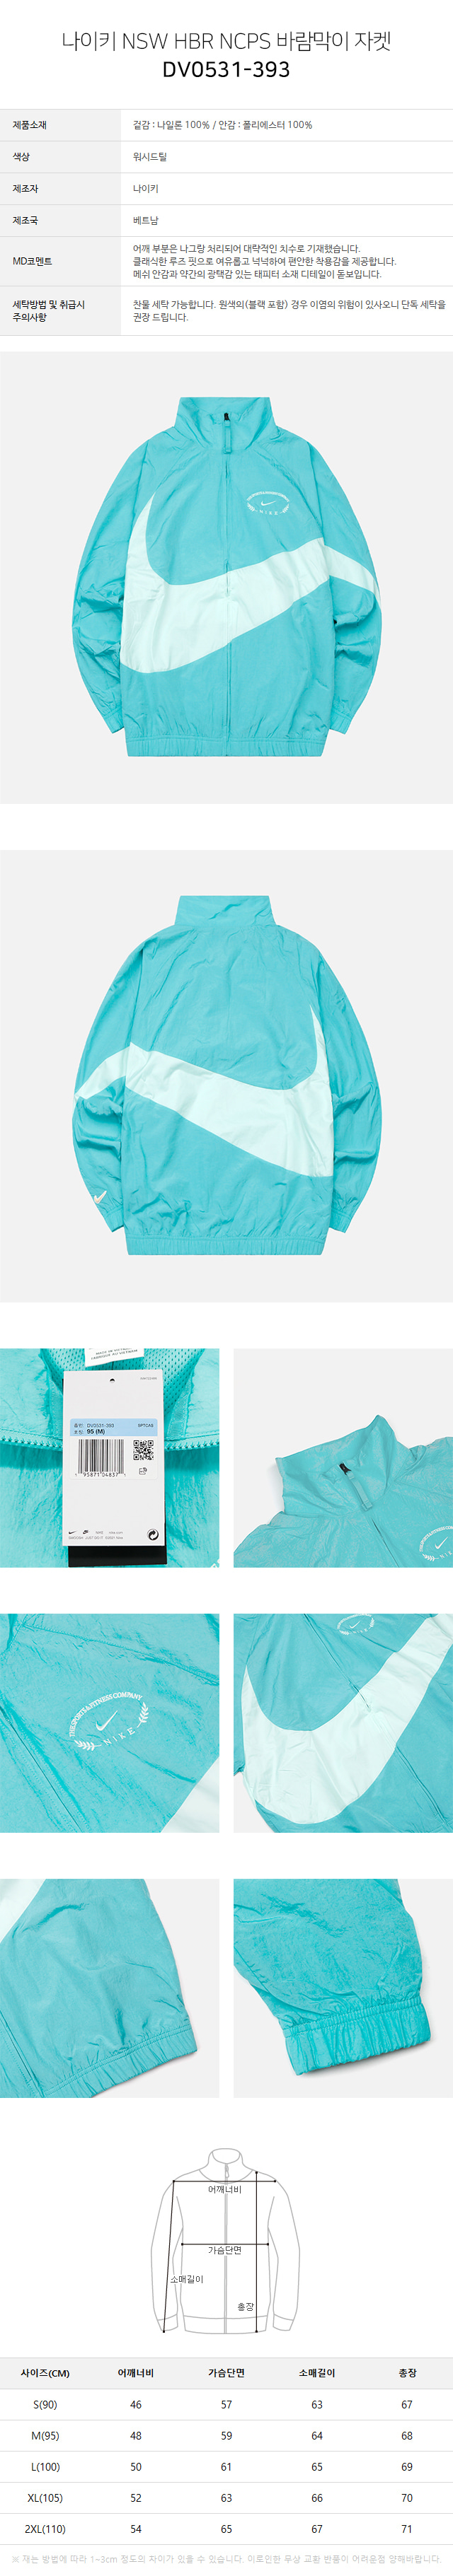 나이키 NSW HBR NCPS 바람막이 자켓
DV0531-393
제품소재 겉감 : 나일론 100% / 안감 : 폴리에스터 100%
색상 워시드틸
제조자 나이키
제조국 베트남
MD코멘트 어깨 부분은 나그랑 처리되어 대략적인 치수로 기재했습니다.
클래식한 루즈 핏으로 여유롭고 넉넉하여 편안한 착용감을 제공합니다.
메쉬 안감과 약간의 광택감 있는 태피터 소재 디테일이 돋보입니다.
세탁방법 및 취급시 주의사항 찬물 세탁 가능합니다. 원색의(블랙 포함) 경우 이염의 위험이 있사오니 단독 세탁을
권장 드립니다.
NIKE
DV0531-393
95 (M)
THE SPORTS & FITNESS COMPANY
NIKE
어깨너비
가슴단면
소매길이
총장
사이즈(CM) 어깨너비 가슴단면 소매길이 총장
S(90) 46 57 63 67
M(95) 48 59 64 68
L(100) 50 61 65 69
XL(105) 52 63 66 70
2XL(110) 54 65 67 71
※ 재는 방법에 따라 1~3cm 정도의 차이가 있을 수 있습니다. 이로인한 무상 교환 반품이 어려운점 양해바랍니다.